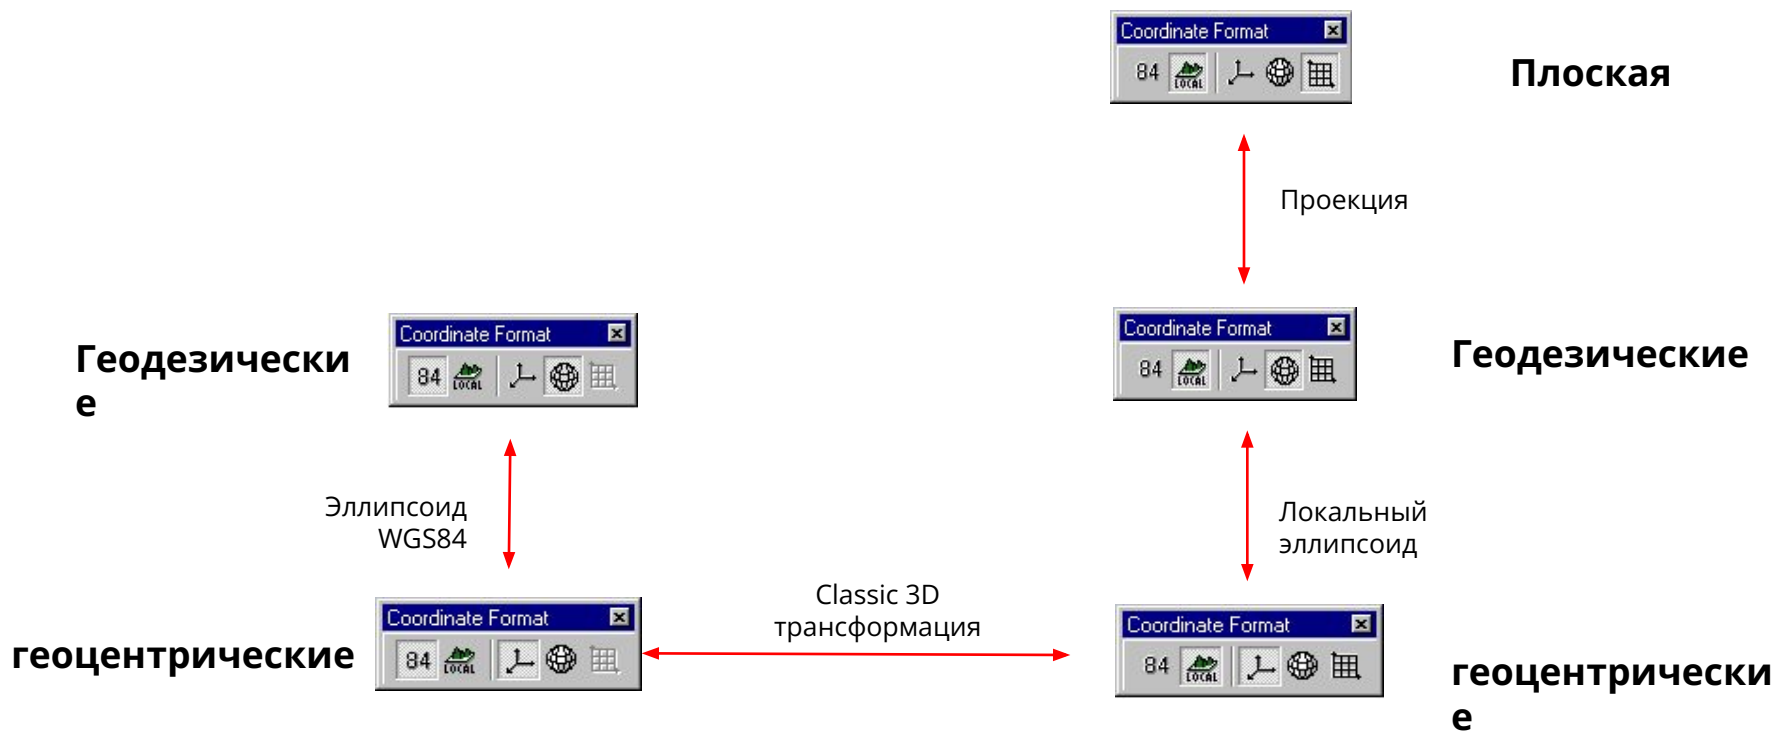 Coordinate Format
84 LOCAL
Плоская
Проекция
Геодезически
е
Coordinate Format
84 LOCAL
Coordinate Format
84 LOCAL
Геодезические
Эллипсоид
WGS84
Локальный
эллипсоид
Classic 3D
трансформация
геоцентрические
Coordinate Format
84 LOCAL
Coordinate Format
84 LOCAL
геоцентрически
е